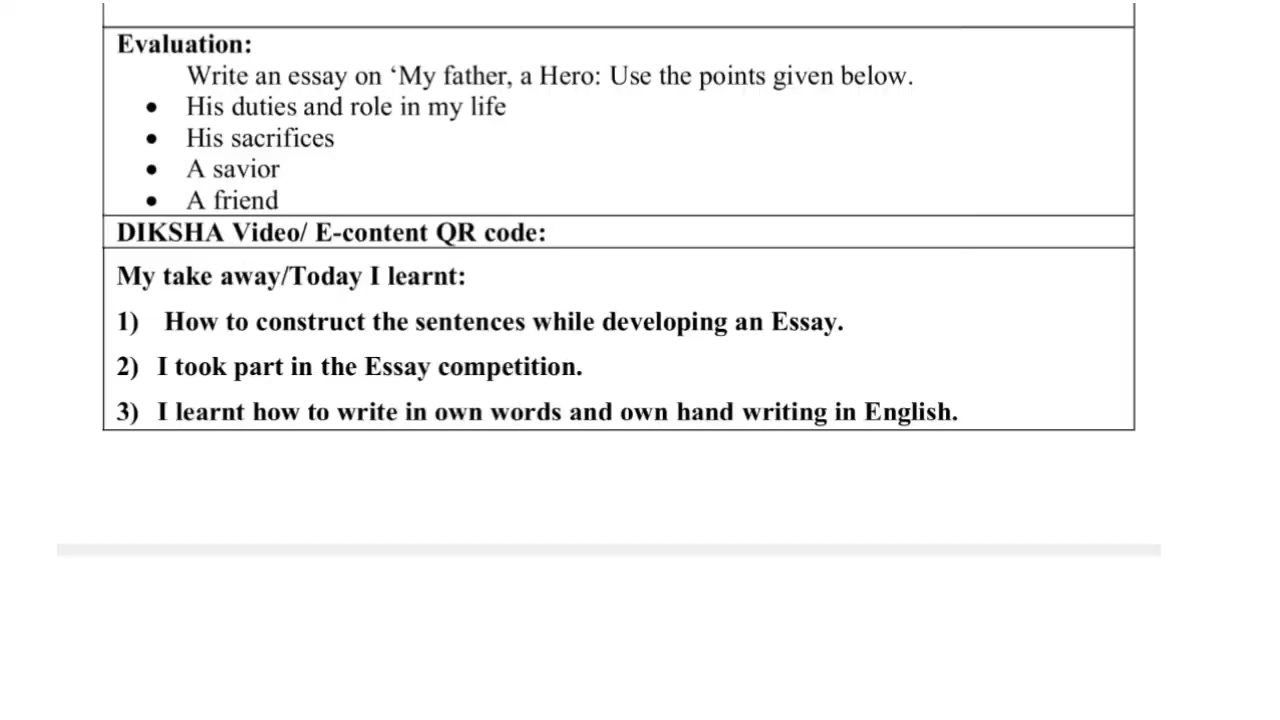 Evaluation:
Write an essay on ‘My father, a Hero: Use the points given below.
• His duties and role in my life
• His sacrifices
• A savior
• A friend
DIKSHA Video/ E-content QR code:
My take away/Today I learnt:
1) How to construct the sentences while developing an Essay.
2) I took part in the Essay competition.
3) I learnt how to write in own words and own hand writing in English.